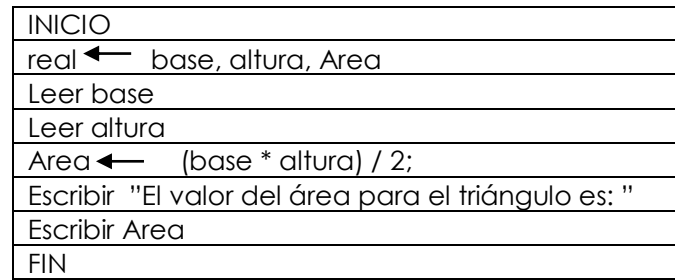 INICIO
real ← base, altura, Area
Leer base
Leer altura
Area ← (base * altura) / 2;
Escribir ”El valor del área para el triángulo es: ”
Escribir Area
FIN